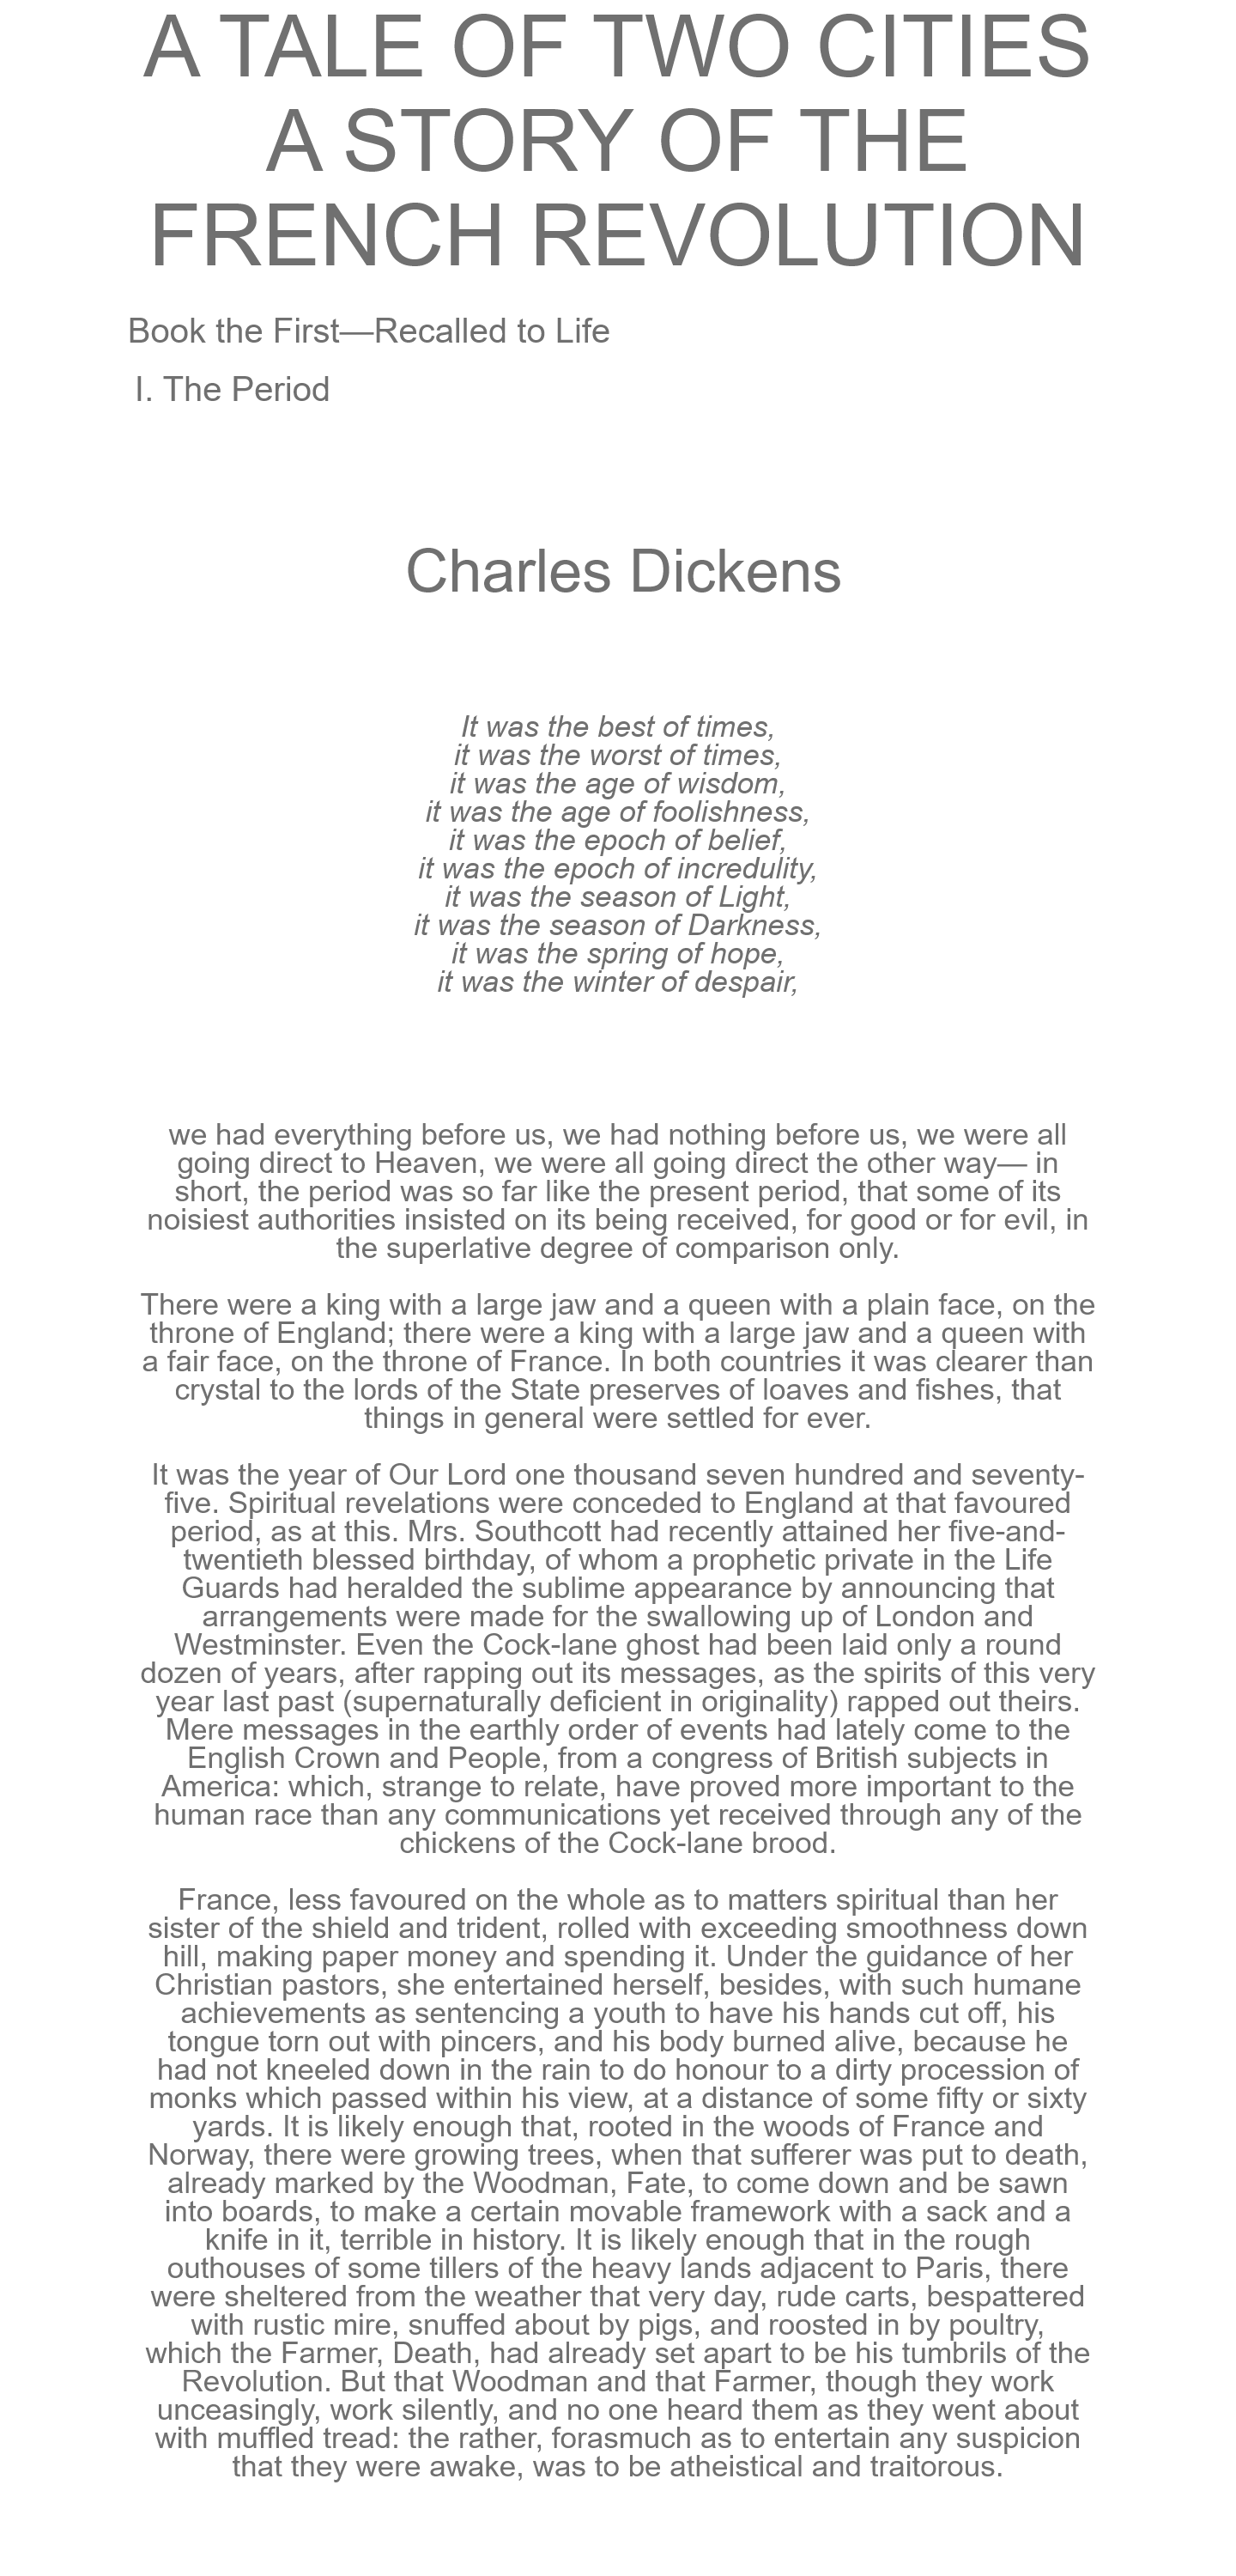 A TALE OF TWO CITIES
A STORY OF THE
FRENCH REVOLUTION
Book the First—Recalled to Life
I. The Period
Charles Dickens
It was the best of times,
it was the worst of times,
it was the age of wisdom,
it was the age of foolishness,
it was the epoch of belief,
it was the epoch of incredulity,
it was the season of Light,
it was the season of Darkness,
it was the spring of hope,
it was the winter of despair,
we had everything before us, we had nothing before us, we were all
going direct to Heaven, we were all going direct the other way— in
short, the period was so far like the present period, that some of its
noisiest authorities insisted on its being received, for good or for evil, in
the superlative degree of comparison only.
There were a king with a large jaw and a queen with a plain face, on the
throne of England; there were a king with a large jaw and a queen with
a fair face, on the throne of France. In both countries it was clearer than
crystal to the lords of the State preserves of loaves and fishes, that
things in general were settled for ever.
It was the year of Our Lord one thousand seven hundred and seventy-
five. Spiritual revelations were conceded to England at that favoured
period, as at this. Mrs. Southcott had recently attained her five-and-
twentieth blessed birthday, of whom a prophetic private in the Life
Guards had heralded the sublime appearance by announcing that
arrangements were made for the swallowing up of London and
Westminster. Even the Cock-lane ghost had been laid only a round
dozen of years, after rapping out its messages, as the spirits of this very
year last past (supernaturally deficient in originality) rapped out theirs.
Mere messages in the earthly order of events had lately come to the
English Crown and People, from a congress of British subjects in
America: which, strange to relate, have proved more important to the
human race than any communications yet received through any of the
chickens of the Cock-lane brood.
France, less favoured on the whole as to matters spiritual than her
sister of the shield and trident, rolled with exceeding smoothness down
hill, making paper money and spending it. Under the guidance of her
Christian pastors, she entertained herself, besides, with such humane
achievements as sentencing a youth to have his hands cut off, his
tongue torn out with pincers, and his body burned alive, because he
had not kneeled down in the rain to do honour to a dirty procession of
monks which passed within his view, at a distance of some fifty or sixty
yards. It is likely enough that, rooted in the woods of France and
Norway, there were growing trees, when that sufferer was put to death,
already marked by the Woodman, Fate, to come down and be sawn
into boards, to make a certain movable framework with a sack and a
knife in it, terrible in history. It is likely enough that in the rough
outhouses of some tillers of the heavy lands adjacent to Paris, there
were sheltered from the weather that very day, rude carts, bespattered
with rustic mire, snuffed about by pigs, and roosted in by poultry,
which the Farmer, Death, had already set apart to be his tumbrils of the
Revolution. But that Woodman and that Farmer, though they work
unceasingly, work silently, and no one heard them as they went about
with muffled tread: the rather, forasmuch as to entertain any suspicion
that they were awake, was to be atheistical and traitorous.